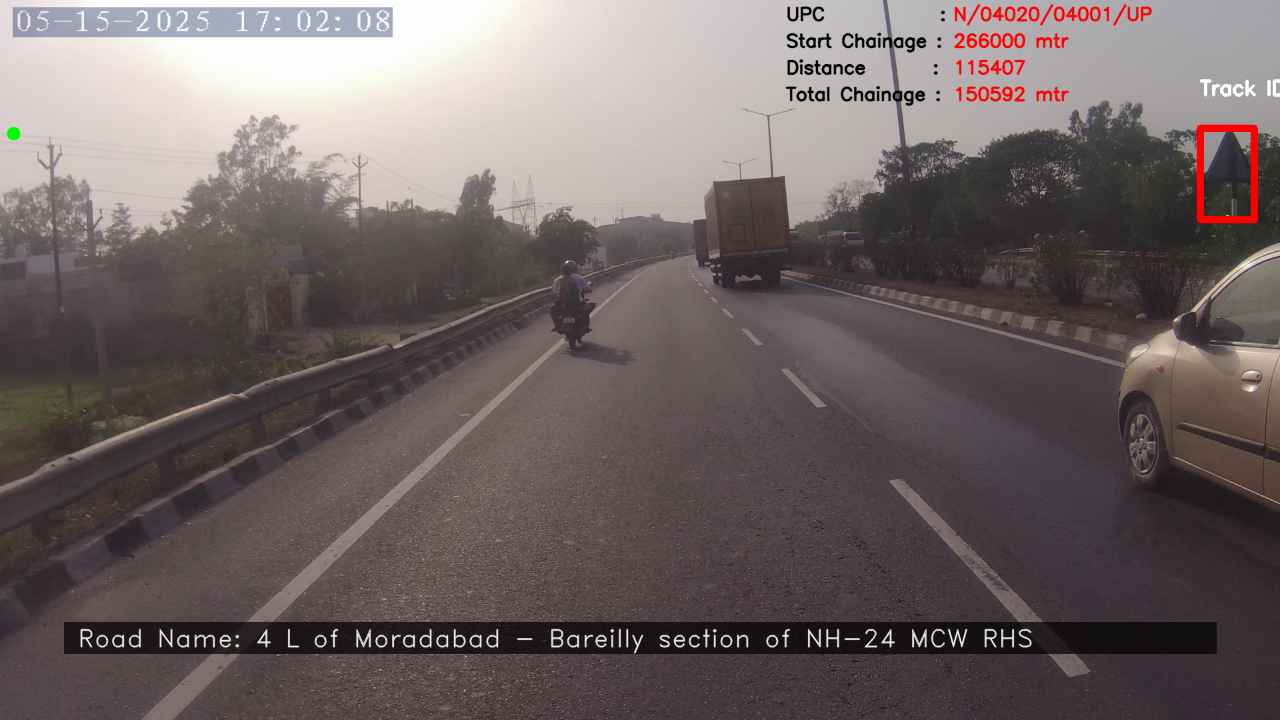 05-15-2025 17:02:08
UPC : N/04020/04001/UP
Start Chainage : 266000 mtr
Distance : 115407
Total Chainage : 150592 mtr
Track ID
Road Name: 4 L of Moradabad - Bareilly section of NH-24 MCW RHS